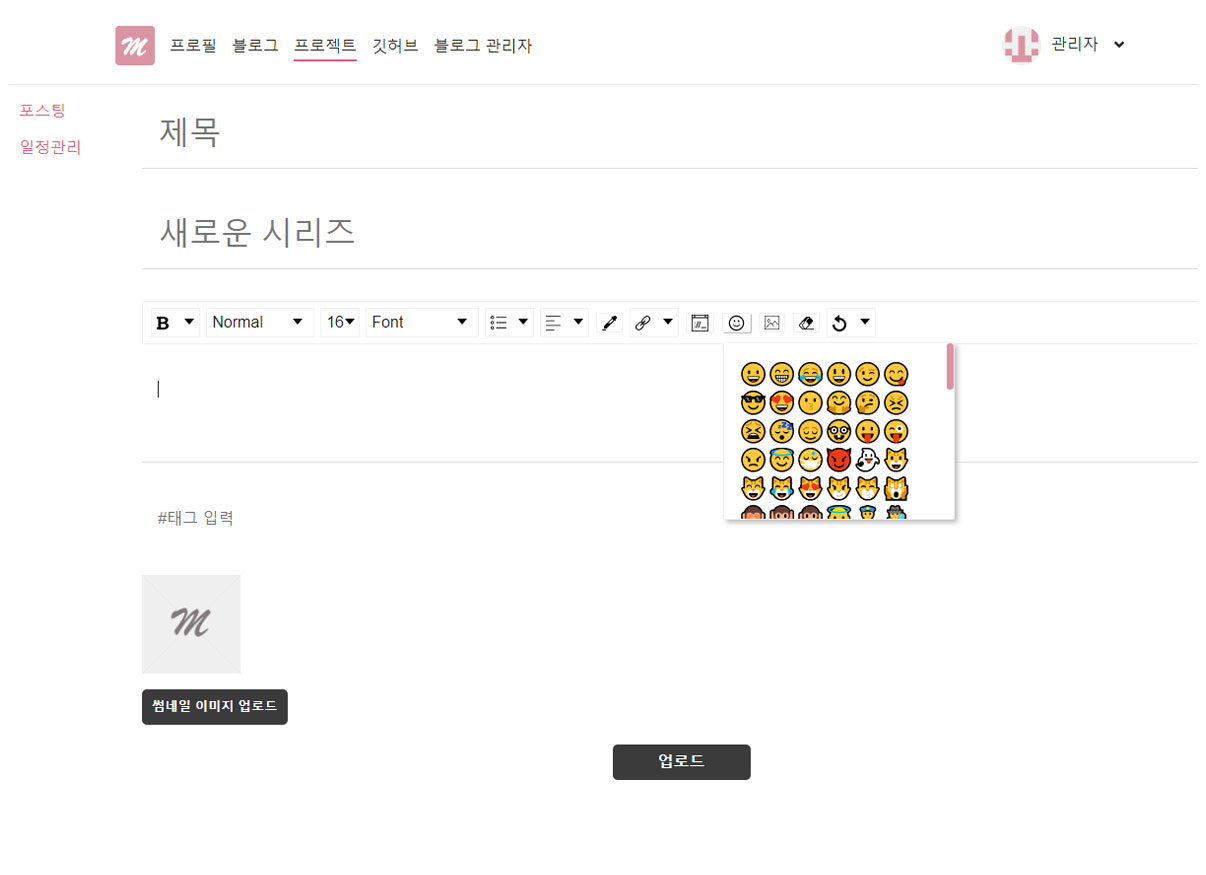 M 프로필 블로그 프로젝트 깃허브 블로그 관리자 관리자
포스팅
일정관리
제목
새로운 시리즈
B Normal 16 Font
#태그 입력
M
썸네일 이미지 업로드
업로드